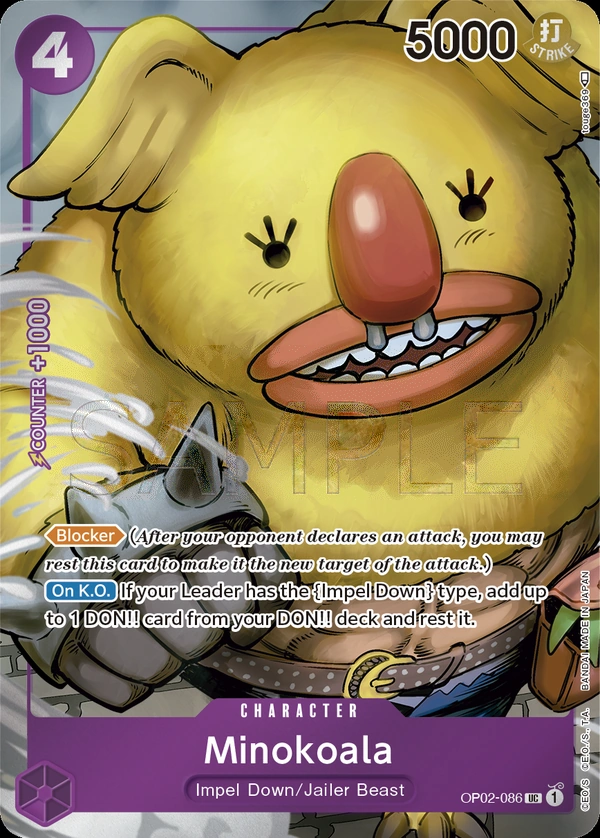 4
5000
打
STRIKE
touge369
COUNTER +1000
SAMPLE
Blocker (After your opponent declares an attack, you may
rest this card to make it the new target of the attack.)
On K.O. If your Leader has the {Impel Down} type, add up
to 1 DON!! card from your DON!! deck and rest it.
CHARACTER
Minokoala
Impel Down/Jailer Beast
OP02-086 UC 1
©E.O/S. ©E.O./S.,T.A. BANDAI MADE IN JAPAN